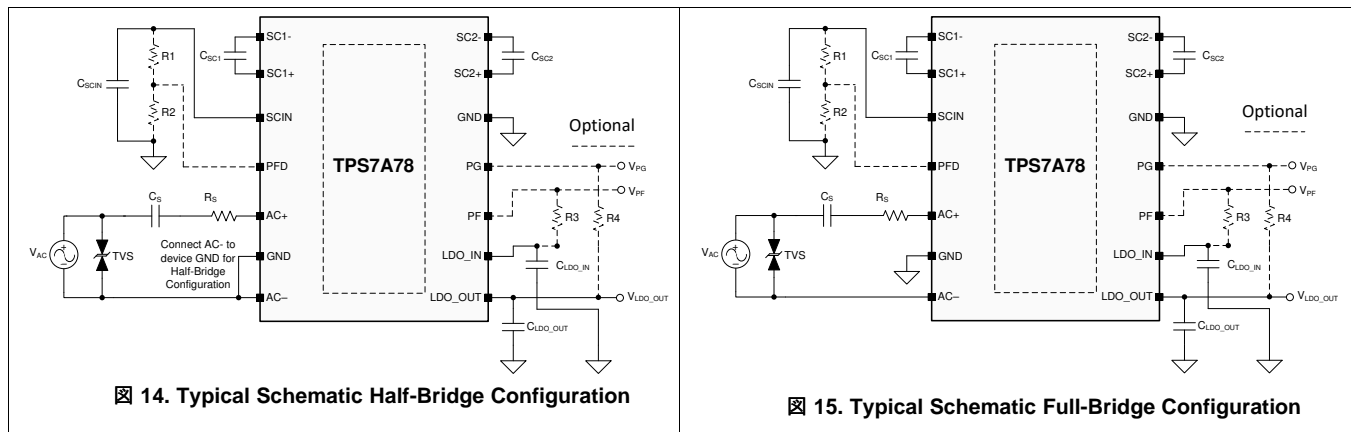 SC1-
SC2-
R1
CSC1
CSC2
SC1+
SC2+
CSCIN
R2
SCIN
GND
Optional
PFD
TPS7A78
PG
VPG
VPF
CS
RS
AC+
PF
R3
R4
VAC
TVS
Connect AC- to
device GND for
Half-Bridge
Configuration
GND
LDO_IN
CLDO_IN
AC–
LDO_OUT
VLDO_OUT
CLDO_OUT
図 14. Typical Schematic Half-Bridge Configuration
SC1-
SC2-
R1
CSC1
CSC2
SC1+
SC2+
CSCIN
R2
SCIN
GND
Optional
PFD
TPS7A78
PG
VPG
VPF
CS
RS
AC+
PF
R3
R4
VAC
TVS
GND
LDO_IN
CLDO_IN
AC–
LDO_OUT
VLDO_OUT
CLDO_OUT
図 15. Typical Schematic Full-Bridge Configuration